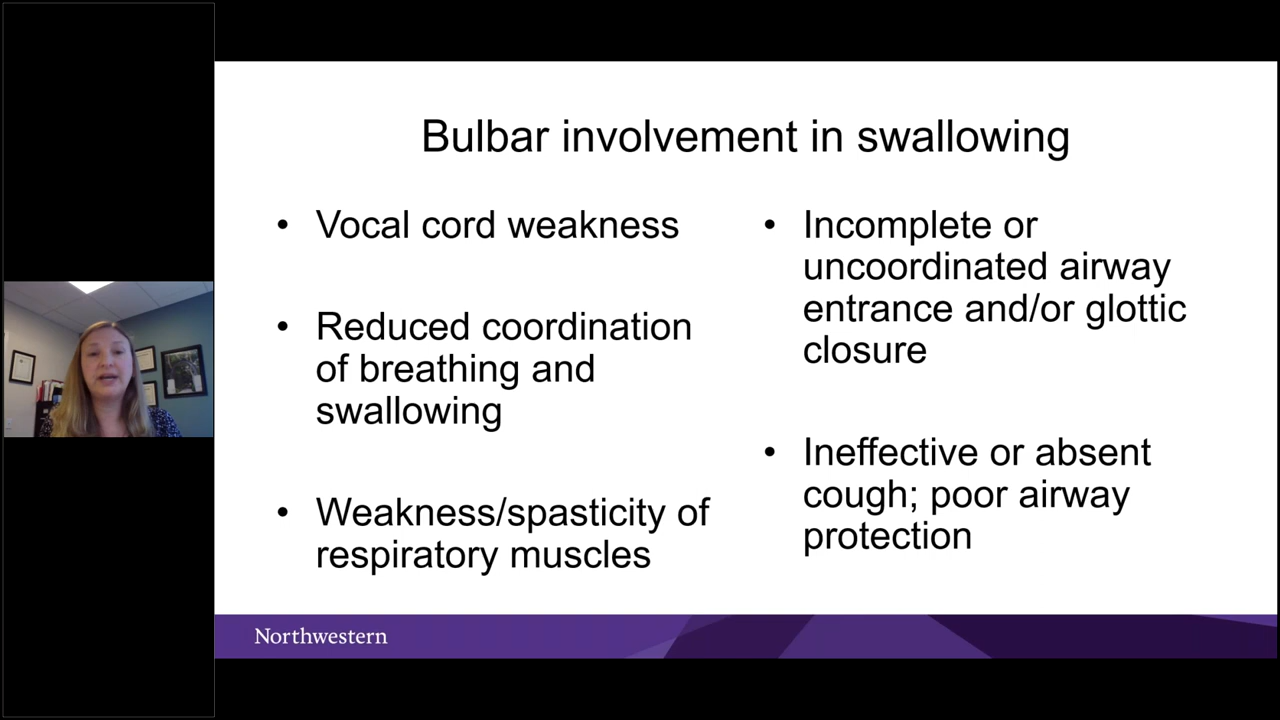 Bulbar involvement in swallowing
• Vocal cord weakness
• Reduced coordination
of breathing and
swallowing
• Weakness/spasticity of
respiratory muscles
• Incomplete or
uncoordinated airway
entrance and/or glottic
closure
• Ineffective or absent
cough; poor airway
protection
Northwestern